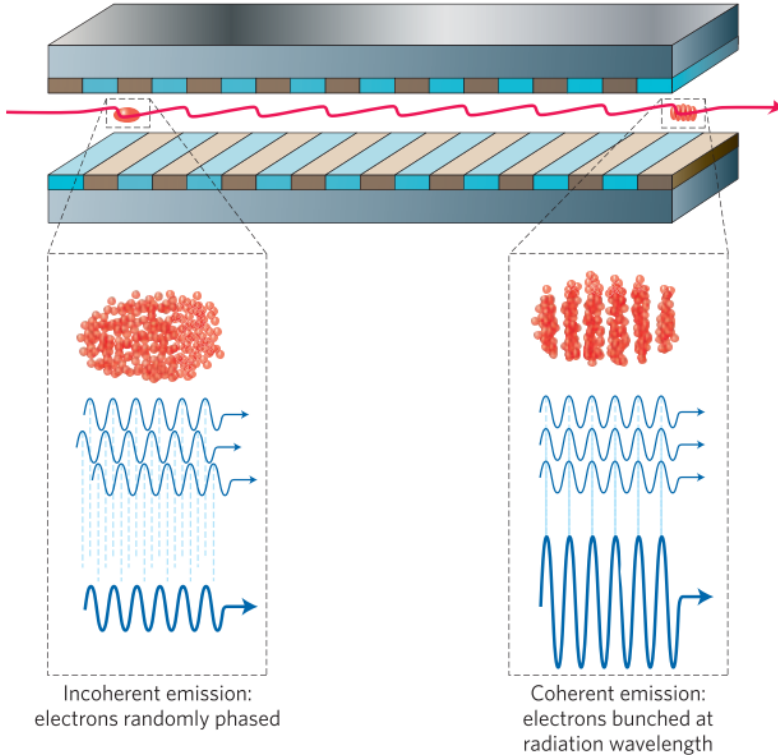 Incoherent emission:
electrons randomly phased
Coherent emission:
electrons bunched at
radiation wavelength